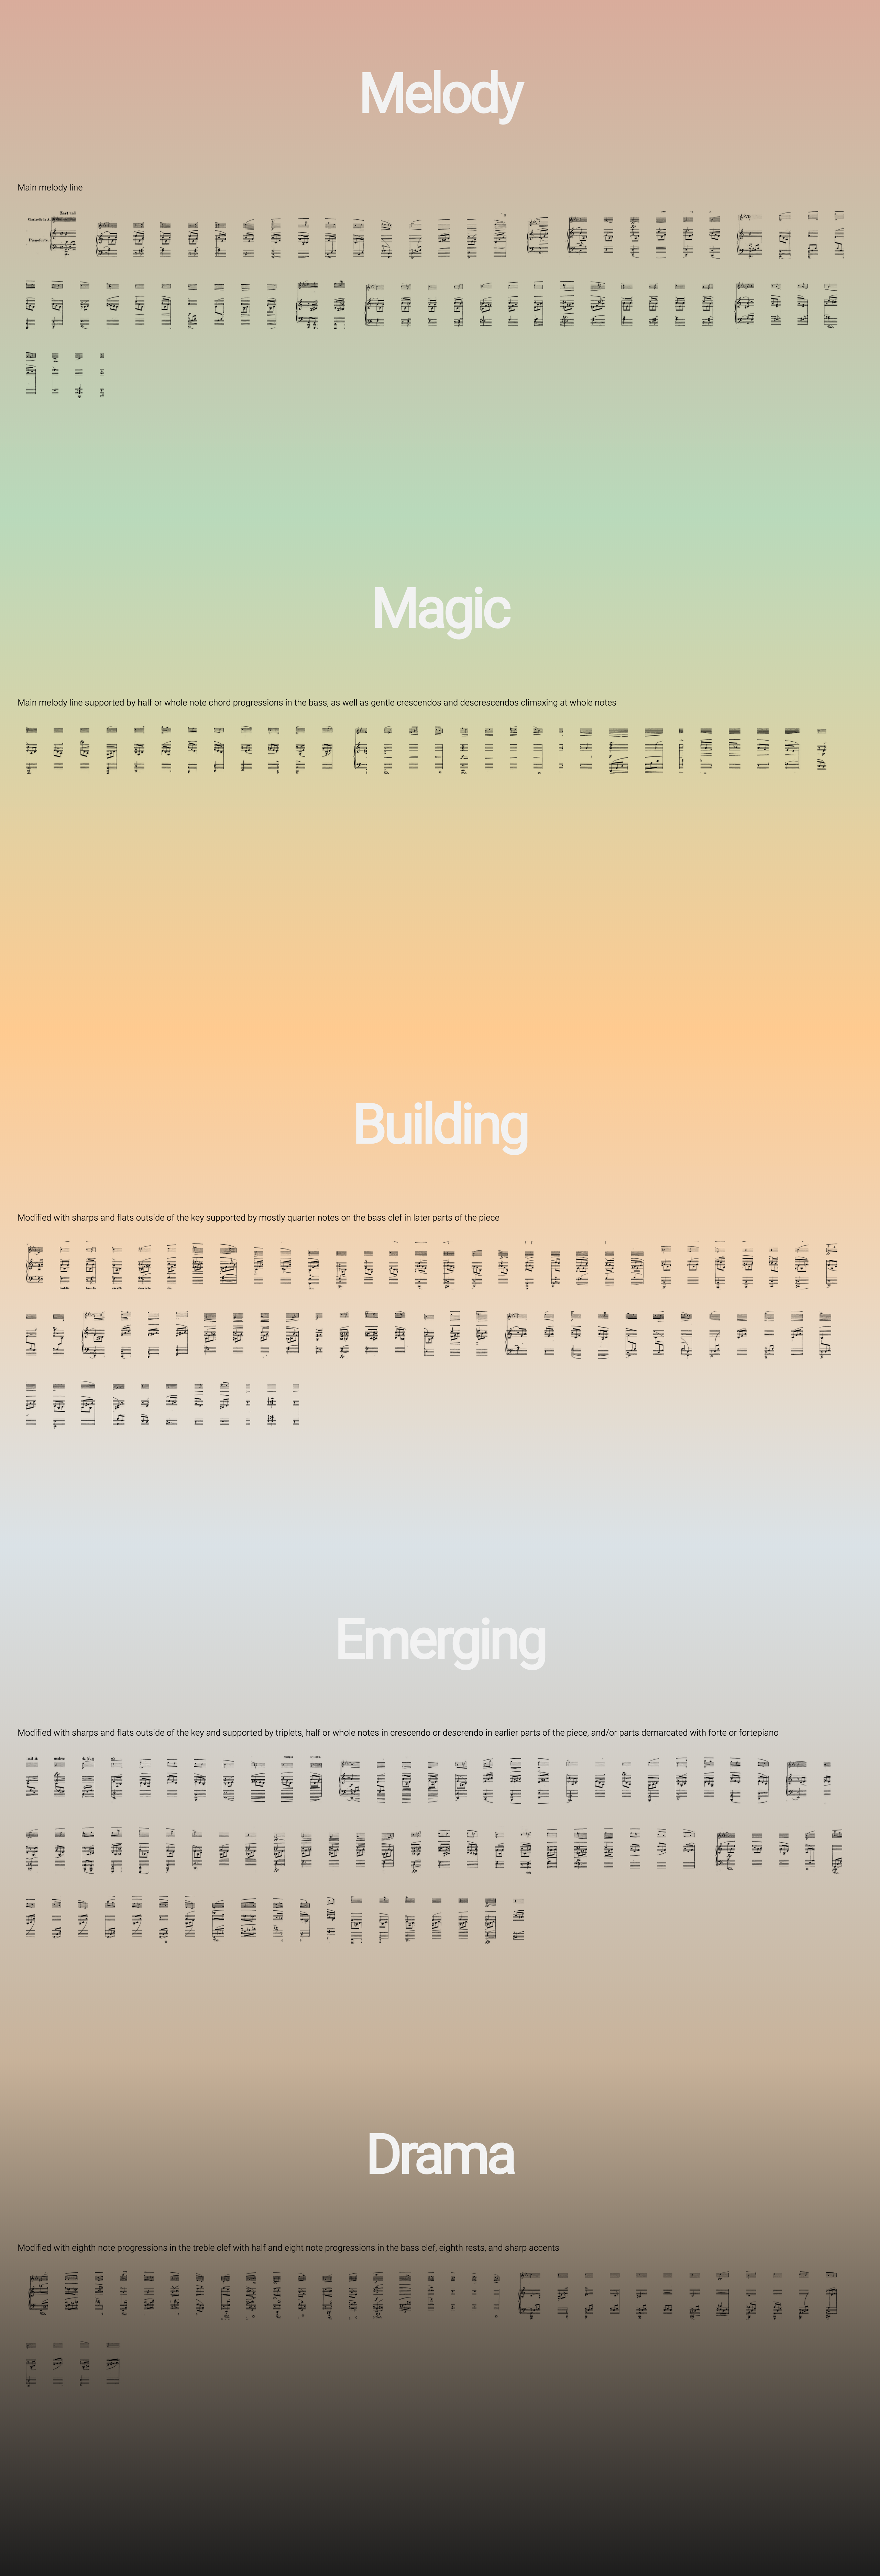 Melody
Main melody line
Zart und
Clarinette in A.
Pianoforte.
Magic
Main melody line supported by half or whole note chord progressions in the bass, as well as gentle crescendos and descrescendos climaxing at whole notes
Building
Modified with sharps and flats outside of the key supported by mostly quarter notes on the bass clef in later parts of the piece
Emerging
Modified with sharps and flats outside of the key and supported by triplets, half or whole notes in crescendo or descrendo in earlier parts of the piece, and/or parts demarcated with forte or fortepiano
Drama
Modified with eighth note progressions in the treble clef with half and eight note progressions in the bass clef, eighth rests, and sharp accents